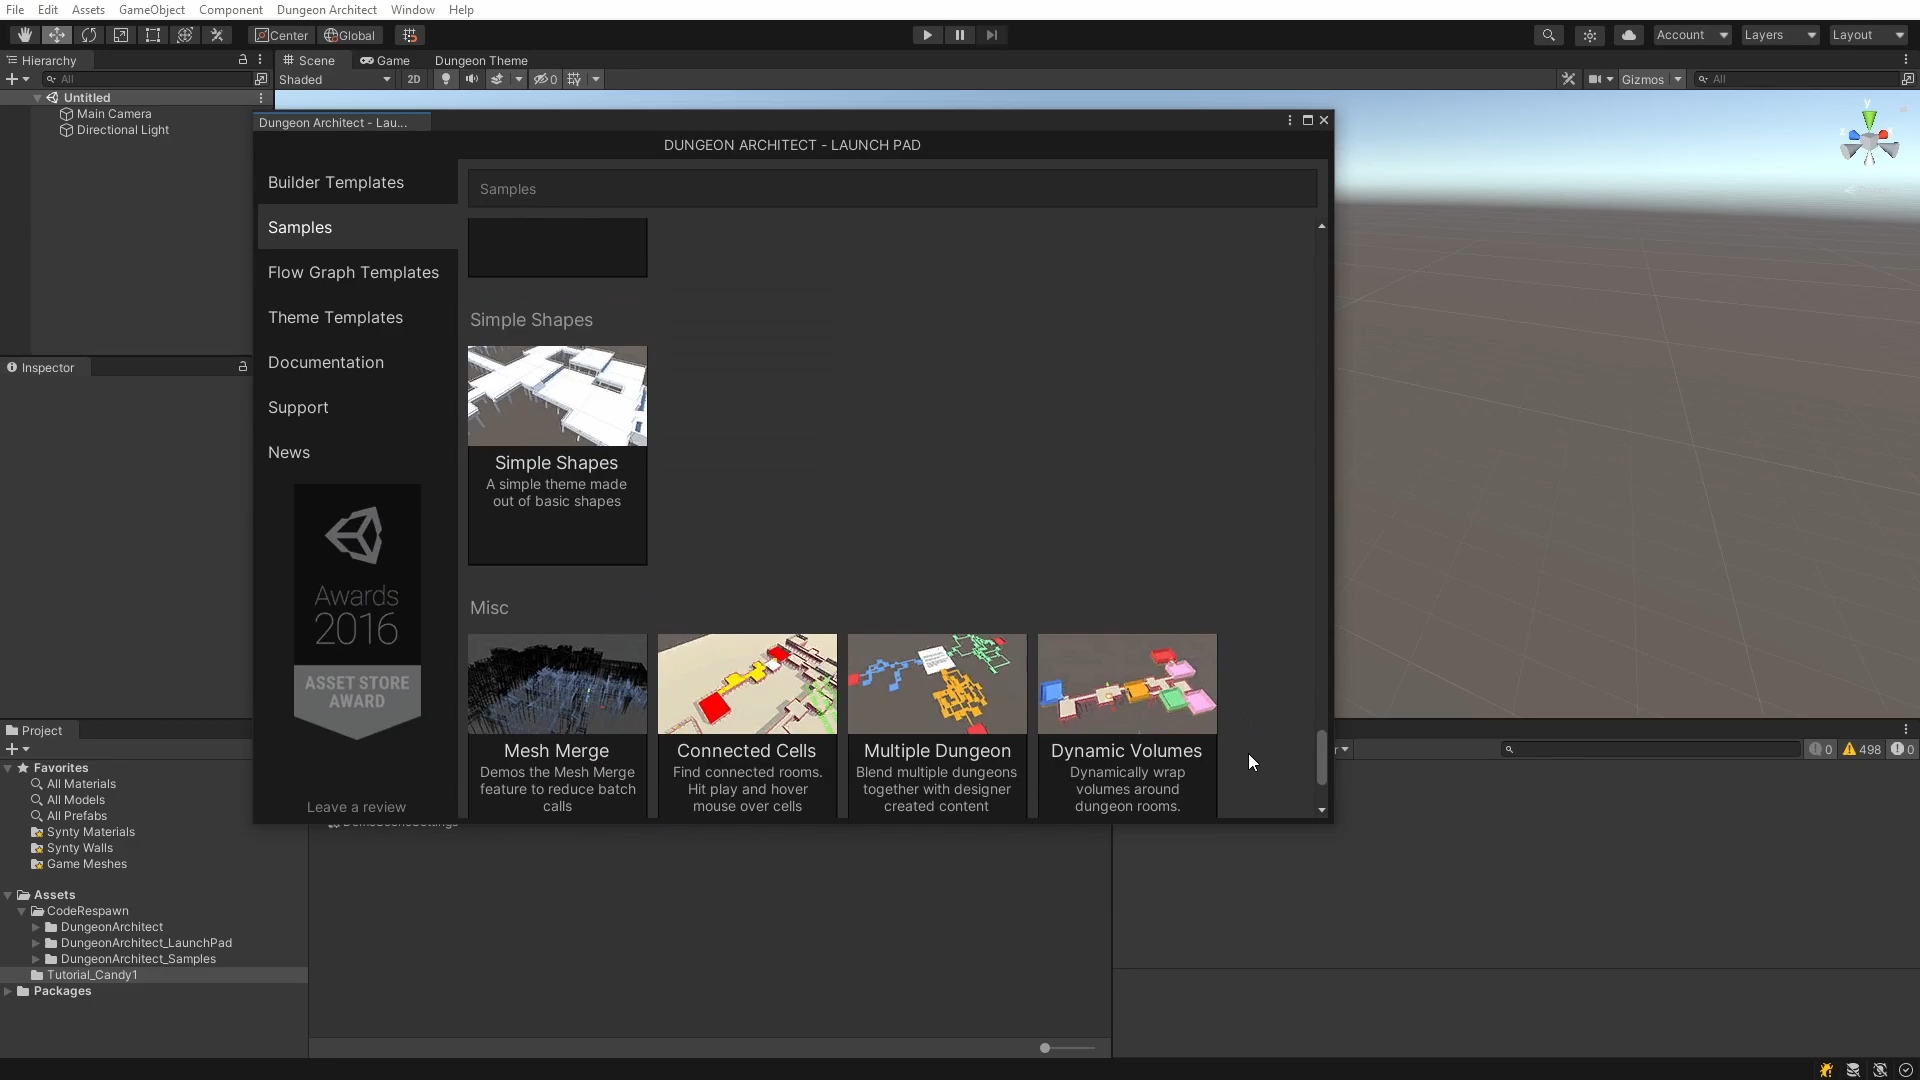 File Edit Assets GameObject Component Dungeon Architect Window Help
Center Global
Account Layers Layout
Hierarchy
Scene Game Dungeon Theme
All
Shaded 2D 0 Gizmos All
Untitled
Main Camera
Directional Light
y
Dungeon Architect - Lau...
DUNGEON ARCHITECT - LAUNCH PAD
Builder Templates
Samples
Flow Graph Templates
Theme Templates
Documentation
Support
News
Awards
2016
ASSET STORE
AWARD
Leave a review
Samples
Simple Shapes
Simple Shapes
A simple theme made
out of basic shapes
Misc
Mesh Merge
Demos the Mesh Merge
feature to reduce batch
calls
Connected Cells
Find connected rooms.
Hit play and hover
mouse over cells
Multiple Dungeon
Blend multiple dungeons
together with designer
created content
Dynamic Volumes
Dynamically wrap
volumes around
dungeon rooms.
Inspector
Project
0 498 0
Favorites
All Materials
All Models
All Prefabs
Synty Materials
Synty Walls
Game Meshes
Assets
CodeRespawn
DungeonArchitect
DungeonArchitect_LaunchPad
DungeonArchitect_Samples
Tutorial_Candy1
Packages